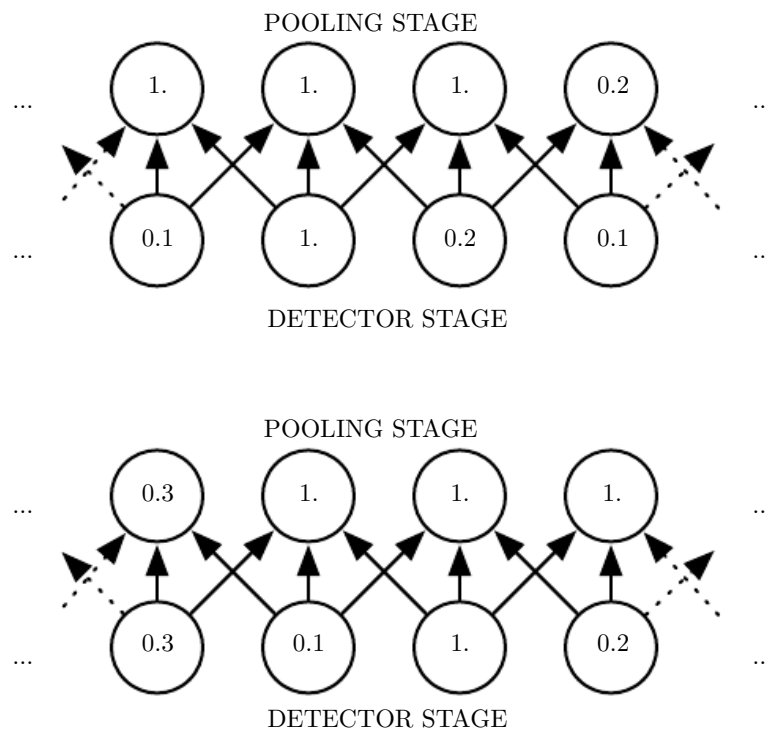 POOLING STAGE
... 1. 1. 1. 0.2 ..
... 0.1 1. 0.2 0.1 ..
DETECTOR STAGE
POOLING STAGE
... 0.3 1. 1. 1. ..
... 0.3 0.1 1. 0.2 ..
DETECTOR STAGE